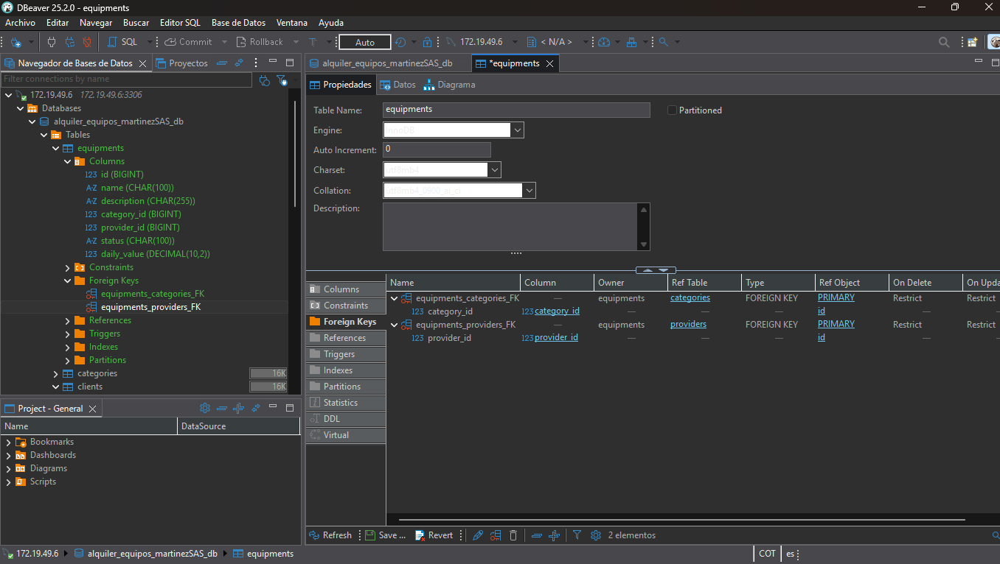 DBeaver 25.2.0 - equipments
Archivo Editar Navegar Buscar Editor SQL Base de Datos Ventana Ayuda
SQL Commit Rollback T Auto 172.19.49.6 < N/A >
Navegador de Bases de Datos Proyectos
Filter connections by name
172.19.49.6 172.19.49.6:3306
Databases
alquiler_equipos_martinezSAS_db
Tables
equipments
Columns
123 id (BIGINT)
A-Z name (CHAR(100))
A-Z description (CHAR(255))
123 category_id (BIGINT)
123 provider_id (BIGINT)
A-Z status (CHAR(100))
123 daily_value (DECIMAL(10,2))
Constraints
Foreign Keys
equipments_categories_FK
equipments_providers_FK
References
Triggers
Indexes
Partitions
categories 16K
clients 16K
Project - General
Name DataSource
Bookmarks
Dashboards
Diagrams
Scripts
alquiler_equipos_martinezSAS_db *equipments
Propiedades Datos Diagrama
Table Name: equipments Partitioned
Engine: InnoDB
Auto Increment: 0
Charset: utf8mb4
Collation: utf8mb4_0900_ai_ci
Description:
Columns
Constraints
Foreign Keys
References
Triggers
Indexes
Partitions
Statistics
DDL
Virtual
Name Column Owner Ref Table Type Ref Object On Delete On Upda
equipments_categories_FK — equipments categories FOREIGN KEY PRIMARY Restrict Restrict
123 category_id 123 category_id — — — id — —
equipments_providers_FK — equipments providers FOREIGN KEY PRIMARY Restrict Restrict
123 provider_id 123 provider_id — — — id — —
Refresh Save ... Revert 2 elementos
172.19.49.6 alquiler_equipos_martinezSAS_db equipments COT es